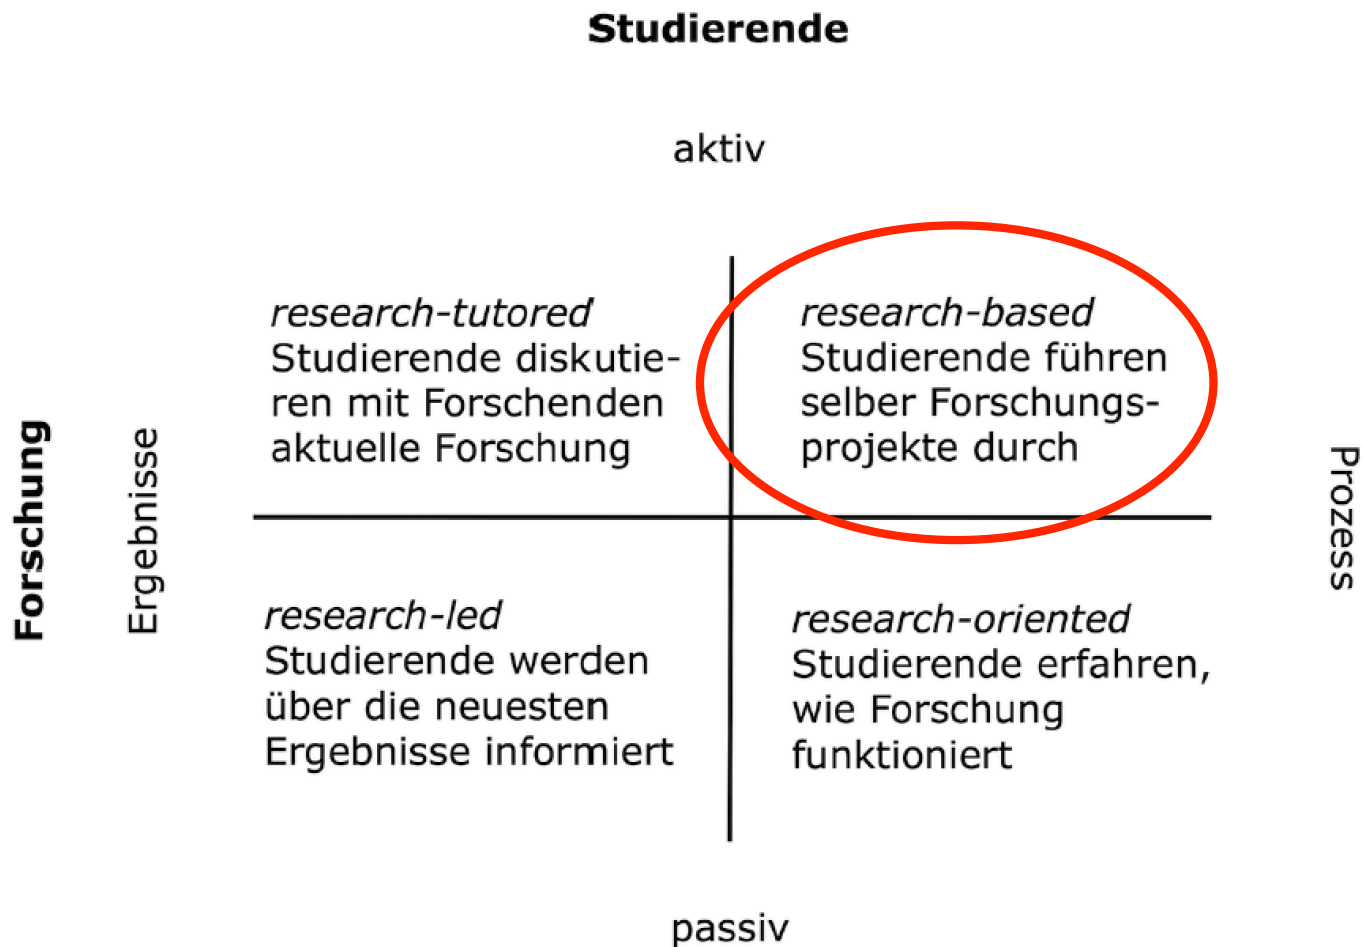 Studierende
aktiv
research-tutored
Studierende diskutie-
ren mit Forschenden
aktuelle Forschung
research-based
Studierende führen
selber Forschungs-
projekte durch
Forschung
Ergebnisse
Prozess
research-led
Studierende werden
über die neuesten
Ergebnisse informiert
research-oriented
Studierende erfahren,
wie Forschung
funktioniert
passiv